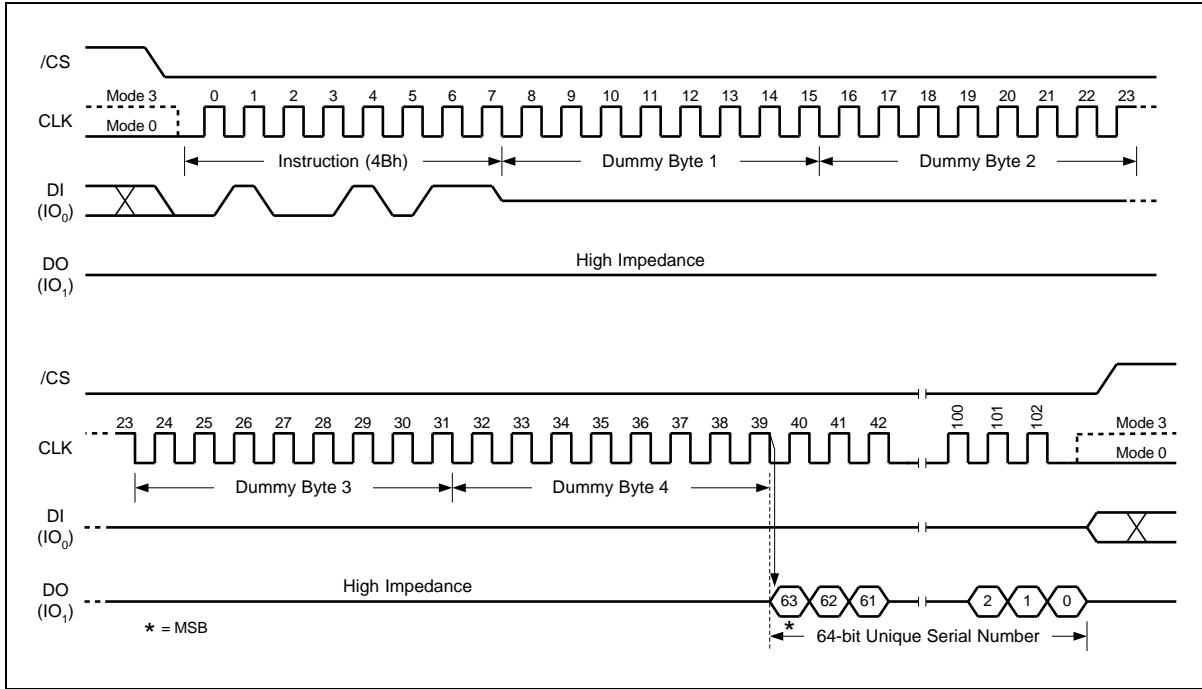 /CS
Mode 3
0 1 2 3 4 5 6 7 8 9 10 11 12 13 14 15 16 17 18 19 20 21 22 23
CLK
Mode 0
Instruction (4Bh)
Dummy Byte 1
Dummy Byte 2
DI
(IO0)
High Impedance
DO
(IO1)
/CS
23 24 25 26 27 28 29 30 31 32 33 34 35 36 37 38 39 40 41 42 100 101 102
Mode 3
CLK
Mode 0
Dummy Byte 3
Dummy Byte 4
DI
(IO0)
High Impedance
DO
(IO1)
63 62 61 2 1 0
* = MSB
*
64-bit Unique Serial Number